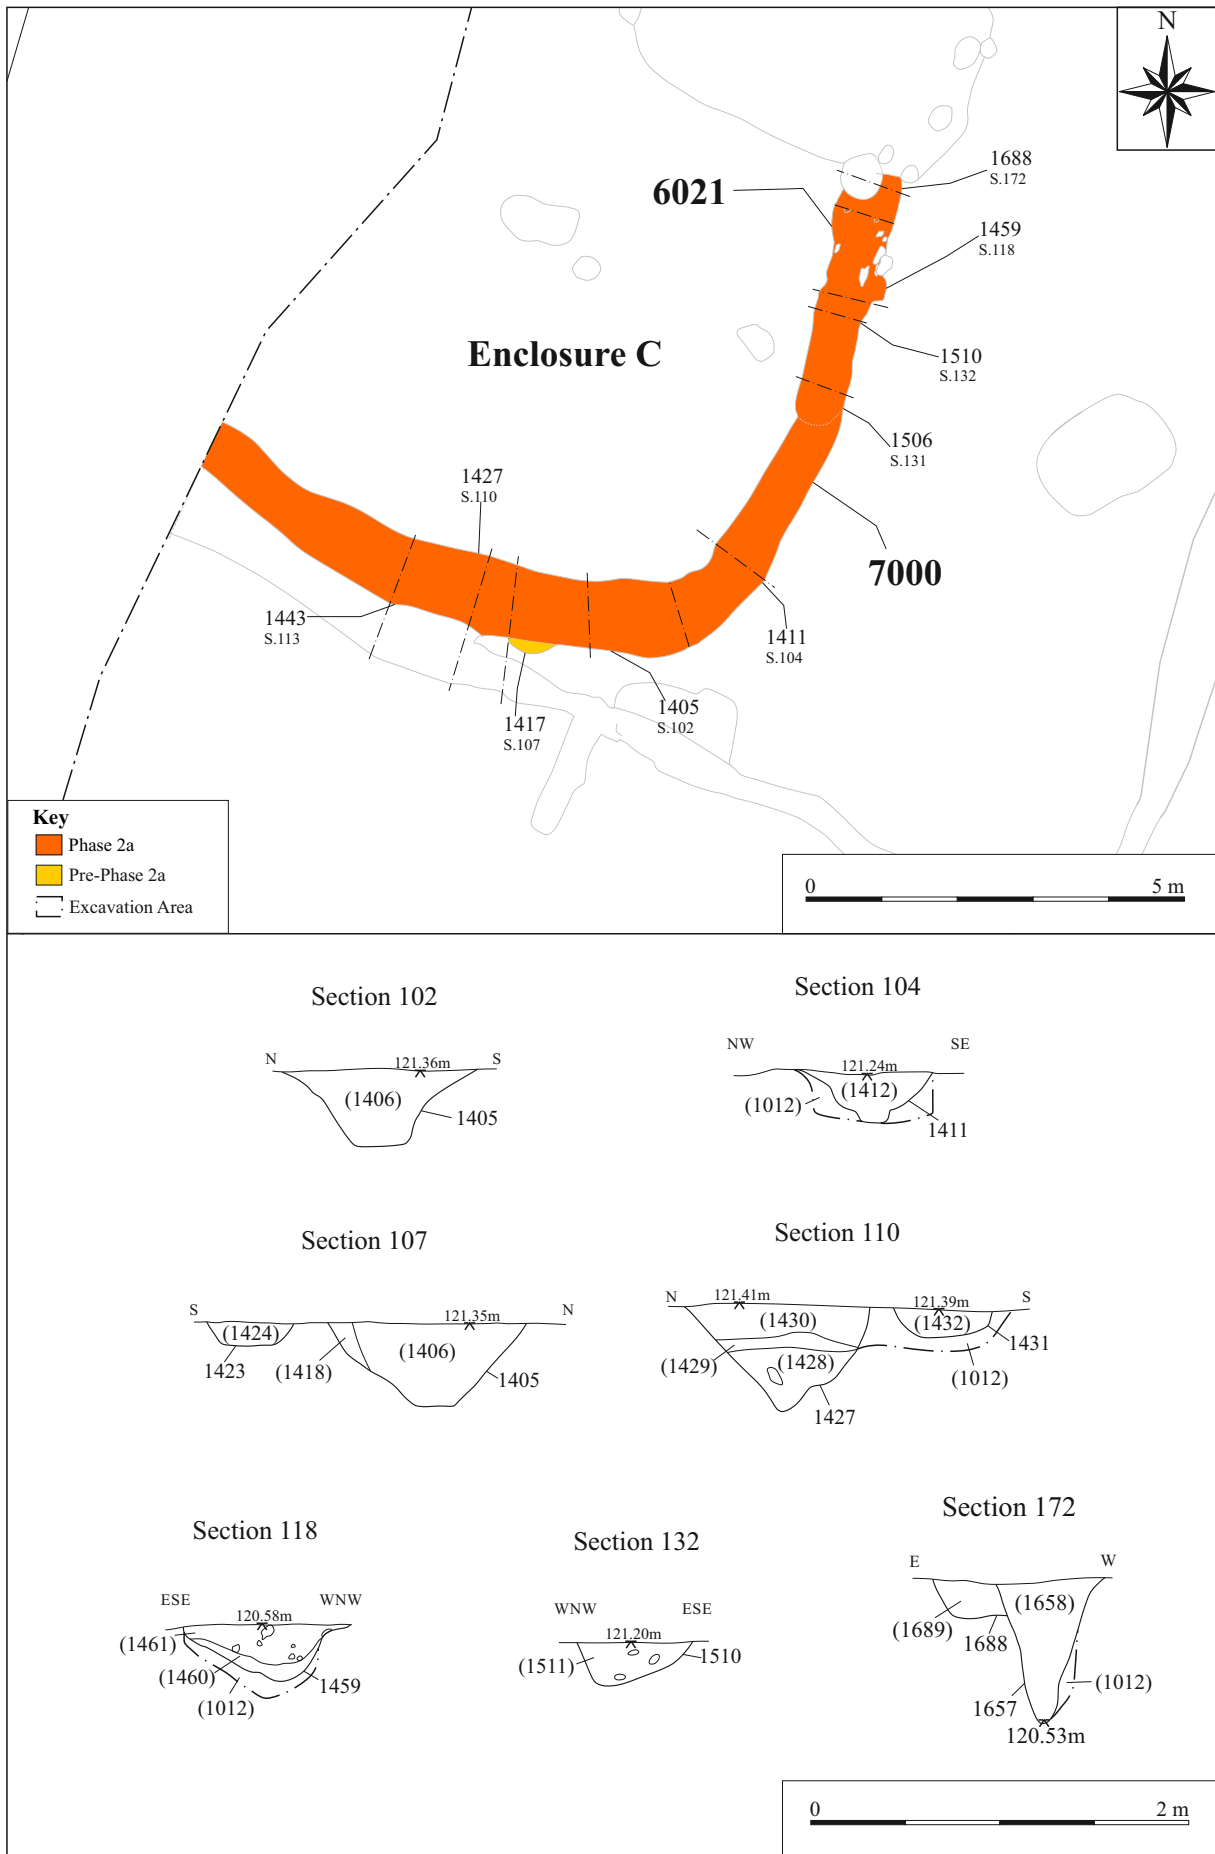 N
1688
S.172
6021
1459
S.118
Enclosure C
1510
S.132
1506
S.131
1427
S.110
7000
1443
S.113
1411
S.104
1405
S.102
1417
S.107
Key
Phase 2a
Pre-Phase 2a
Excavation Area
0 5 m
Section 102
N S
121.36m
(1406)
1405
Section 104
NW SE
121.24m
(1412)
(1012)
1411
Section 107
S N
121.35m
(1424)
(1406)
1423
(1418)
1405
Section 110
N S
121.41m
121.39m
(1430)
(1432)
1431
(1429)
(1428)
(1012)
1427
Section 118
ESE WNW
120.58m
(1461)
(1460)
1459
(1012)
Section 132
WNW ESE
121.20m
(1511)
1510
Section 172
E W
(1658)
(1689)
1688
(1012)
1657
120.53m
0 2 m